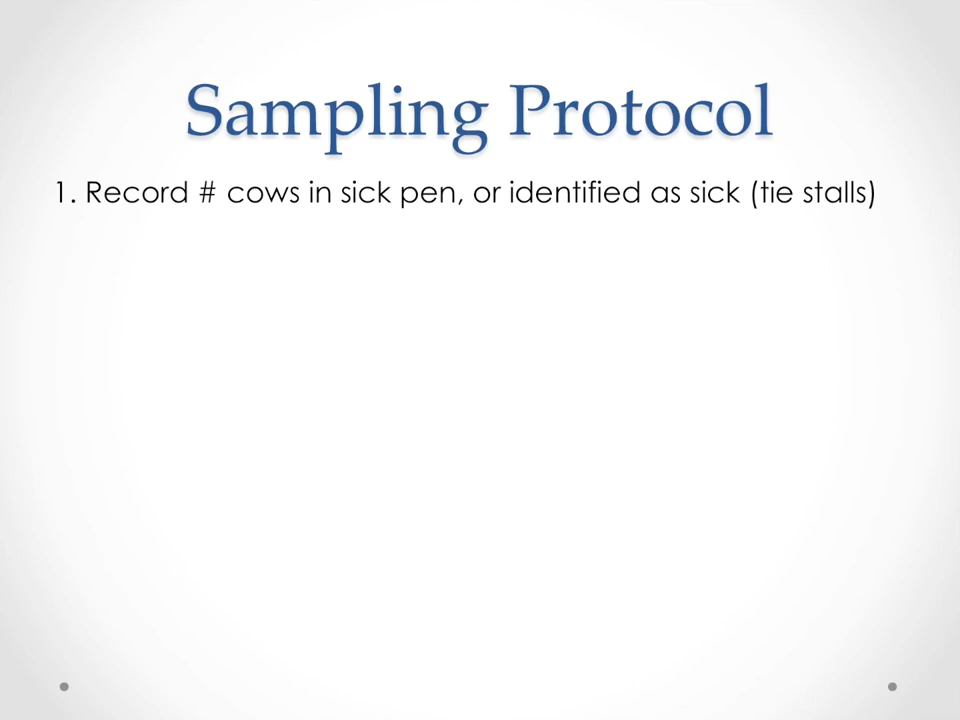 Sampling Protocol
1. Record # cows in sick pen, or identified as sick (tie stalls)